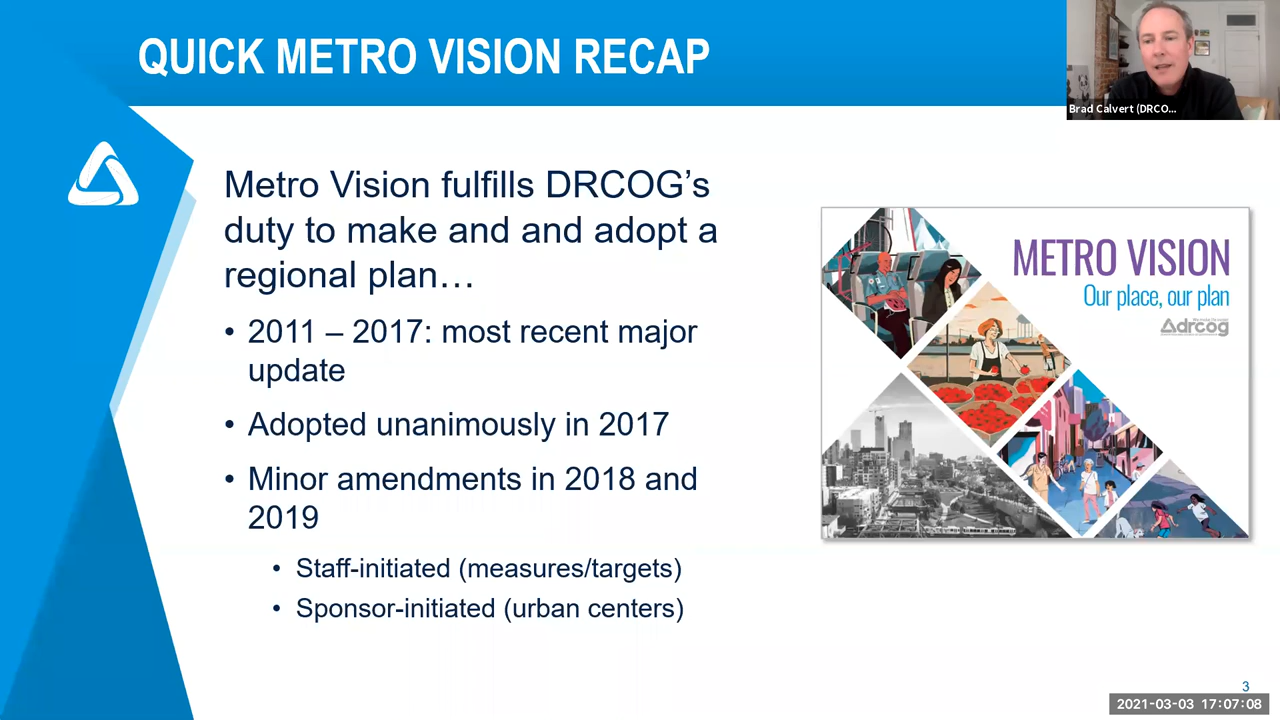 QUICK METRO VISION RECAP
Brad Calvert (DRCO...
Metro Vision fulfills DRCOG’s
duty to make and and adopt a
regional plan…
• 2011 – 2017: most recent major
update
• Adopted unanimously in 2017
• Minor amendments in 2018 and
2019
• Staff-initiated (measures/targets)
• Sponsor-initiated (urban centers)
METRO VISION
Our place, our plan
drcog
3
2021-03-03 17:07:08